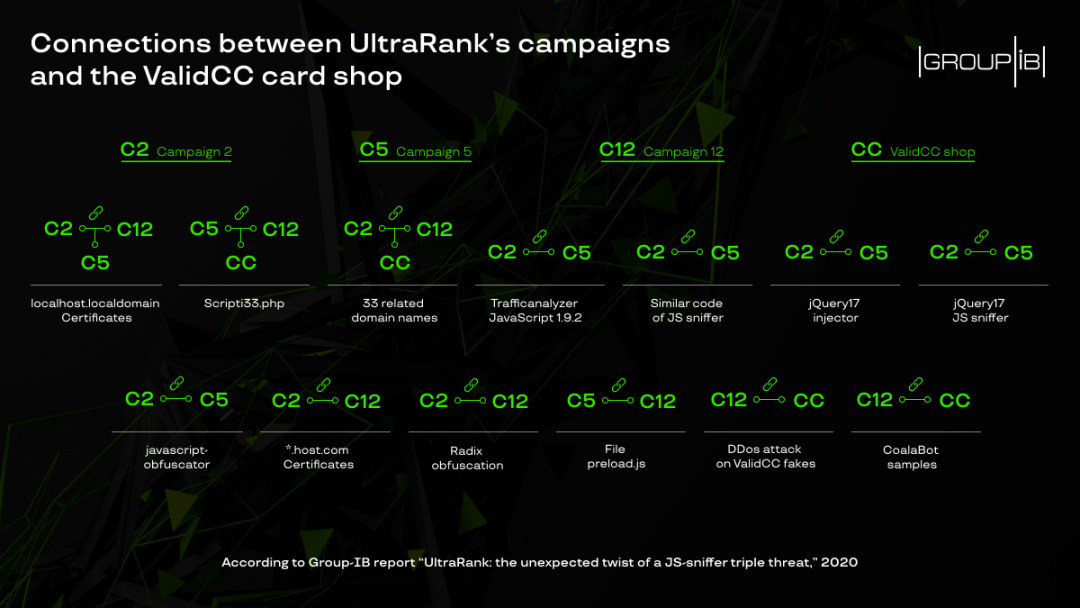 Connections between UltraRank’s campaigns
and the ValidCC card shop
GROUP IB
C2 Campaign 2
C5 Campaign 5
C12 Campaign 12
CC ValidCC shop
C2 C12
C5
localhost.localdomain
Certificates
C5 C12
CC
Scripti33.php
C2 C12
CC
33 related
domain names
C2 C5
Trafficanalyzer
JavaScript 1.9.2
C2 C5
Similar code
of JS sniffer
C2 C5
jQuery17
injector
C2 C5
jQuery17
JS sniffer
C2 C5
javascript-
obfuscator
C2 C12
*.host.com
Certificates
C2 C12
Radix
obfuscation
C5 C12
File
preload.js
C12 CC
DDos attack
on ValidCC fakes
C12 CC
CoalaBot
samples
According to Group-IB report “UltraRank: the unexpected twist of a JS-sniffer triple threat,” 2020